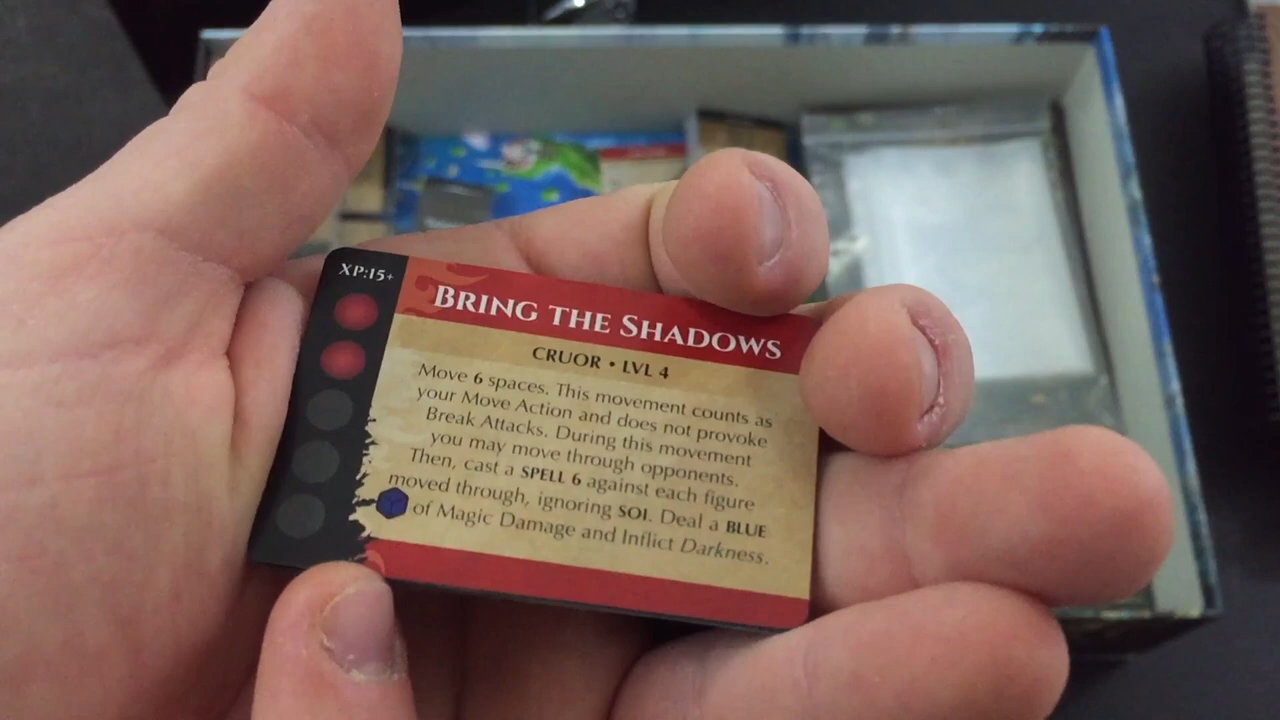 XP:15+
BRING THE SHADOWS
CRUOR • LVL 4
Move 6 spaces. This movement counts as
your Move Action and does not provoke
Break Attacks. During this movement
you may move through opponents.
Then, cast a SPELL 6 against each figure
moved through, ignoring SOI. Deal a BLUE
of Magic Damage and Inflict Darkness.